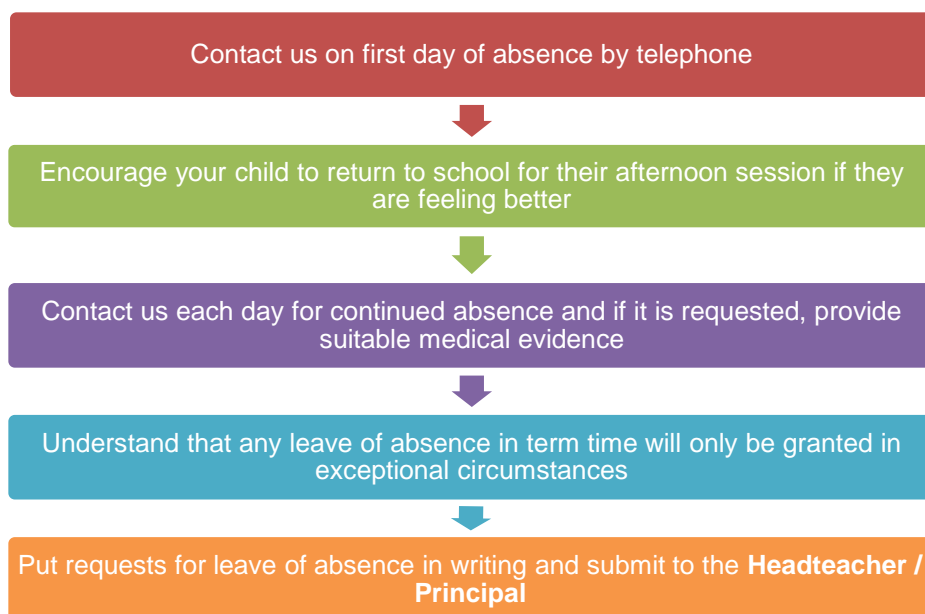 Contact us on first day of absence by telephone
Encourage your child to return to school for their afternoon session if they
are feeling better
Contact us each day for continued absence and if it is requested, provide
suitable medical evidence
Understand that any leave of absence in term time will only be granted in
exceptional circumstances
Put requests for leave of absence in writing and submit to the Headteacher /
Principal